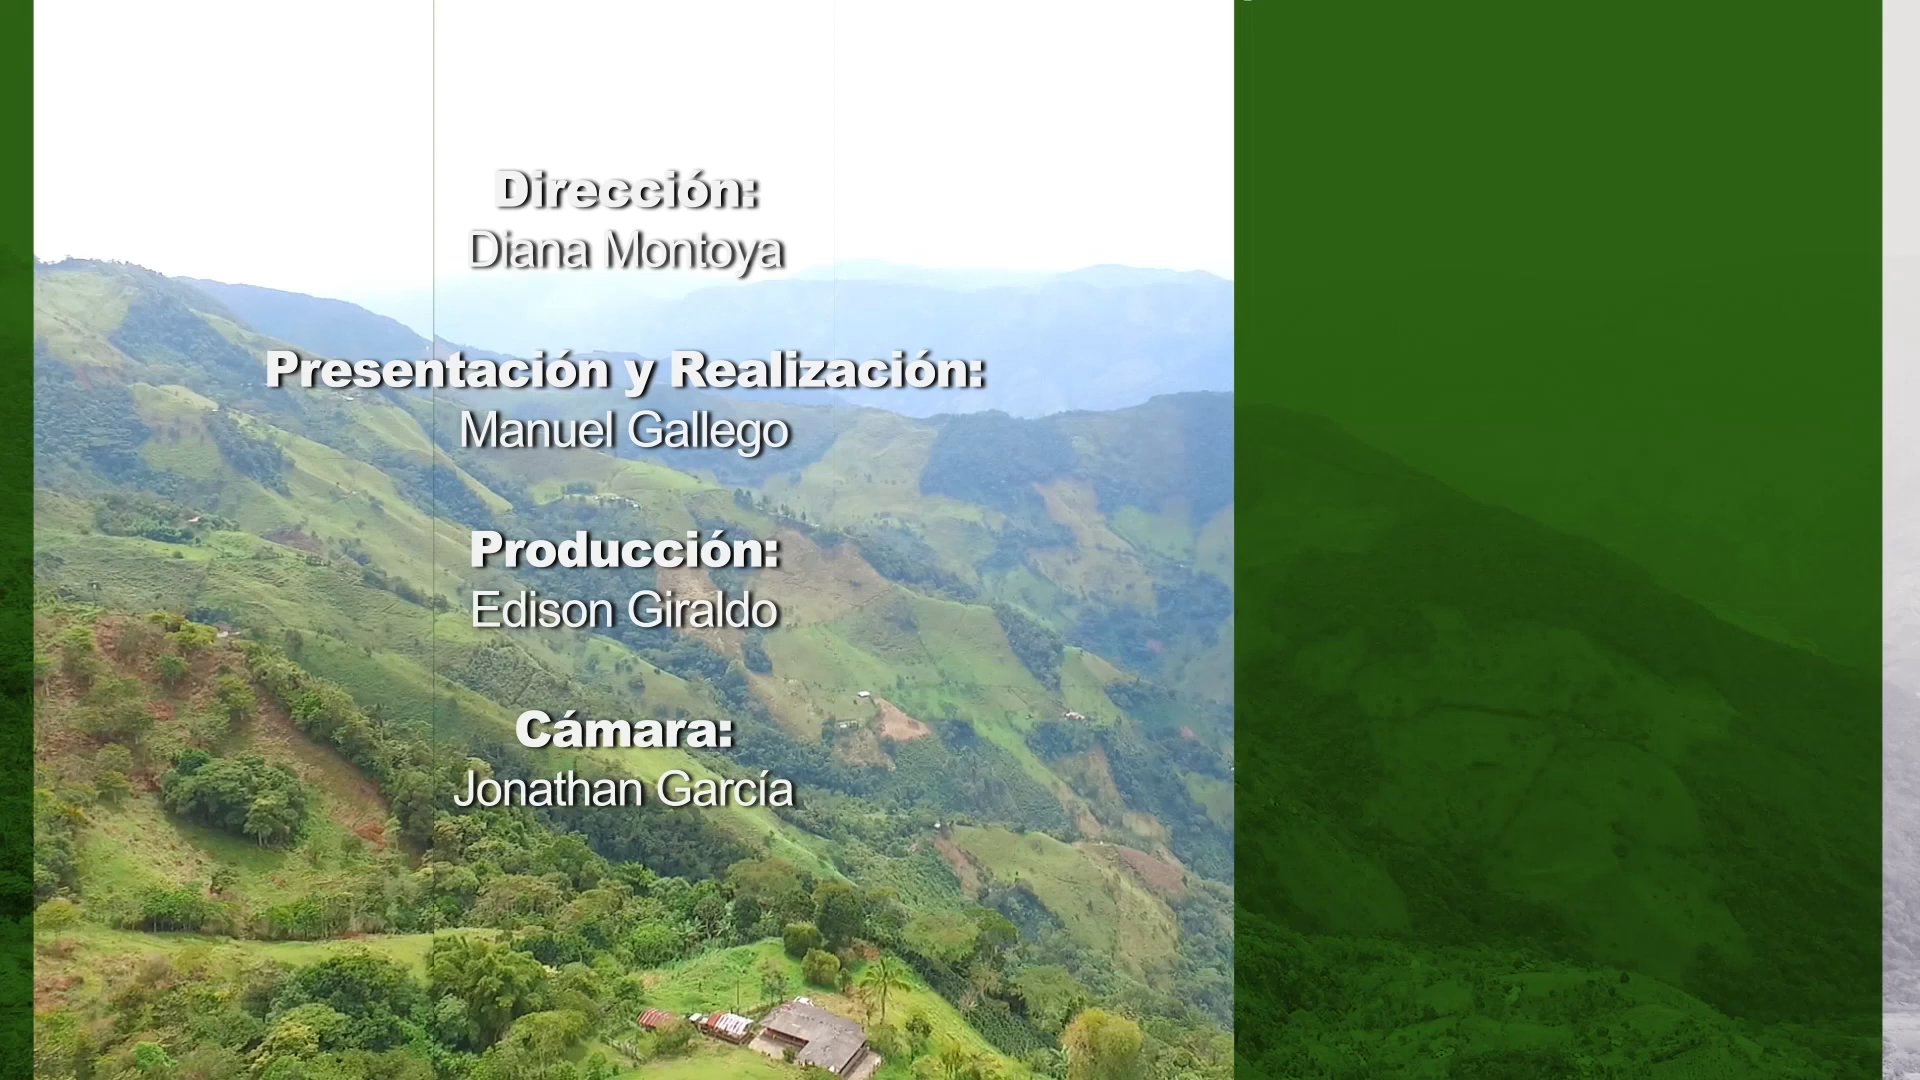 Dirección:
Diana Montoya
Presentación y Realización:
Manuel Gallego
Producción:
Edison Giraldo
Cámara:
Jonathan García